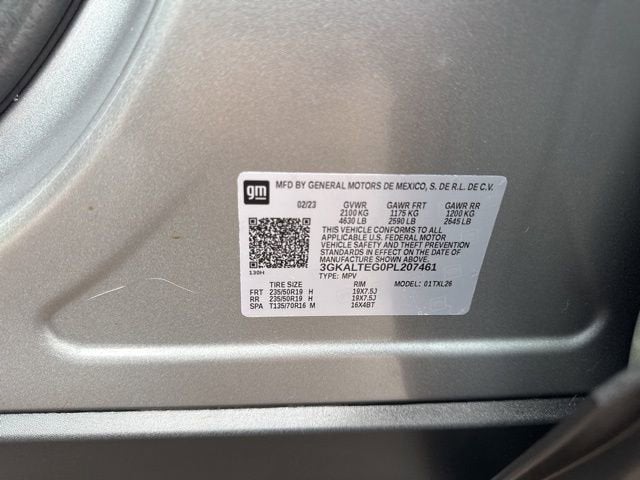 gm MFD BY GENERAL MOTORS DE MEXICO, S. DE R.L. DE C.V.
02/23 GVWR GAWR FRT GAWR RR
2100 KG 1175 KG 1200 KG
4630 LB 2590 LB 2645 LB
THIS VEHICLE CONFORMS TO ALL
APPLICABLE U.S. FEDERAL MOTOR
VEHICLE SAFETY AND THEFT PREVENTION
STANDARDS IN EFFECT ON THE DATE
OF MANUFACTURE SHOWN ABOVE.
130H 3GKALTEG0PL207461
TYPE: MPV
TIRE SIZE RIM MODEL: 01TXL26
FRT 235/50R19 H 19X7.5J
RR 235/50R19 H 19X7.5J
SPA T135/70R16 M 16X4BT